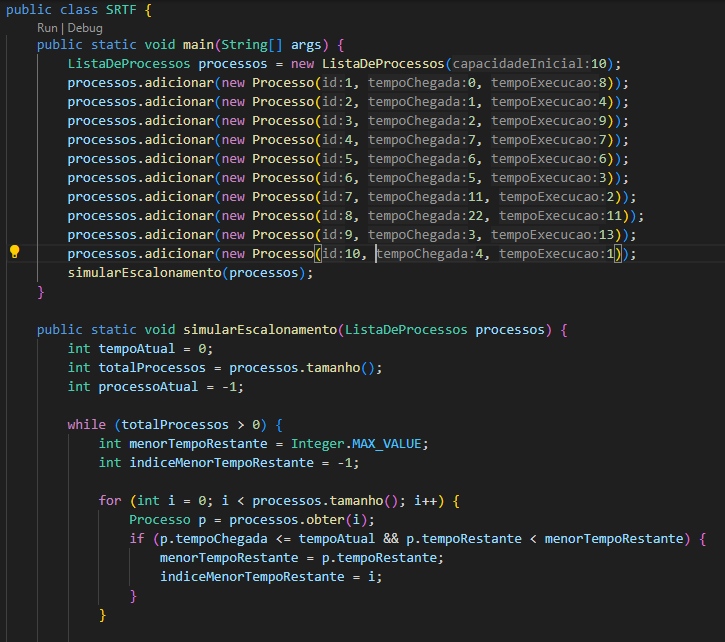 public class SRTF {
Run | Debug
public static void main(String[] args) {
ListaDeProcessos processos = new ListaDeProcessos(capacidadeInicial:10);
processos.adicionar(new Processo(id:1, tempoChegada:0, tempoExecucao:8));
processos.adicionar(new Processo(id:2, tempoChegada:1, tempoExecucao:4));
processos.adicionar(new Processo(id:3, tempoChegada:2, tempoExecucao:9));
processos.adicionar(new Processo(id:4, tempoChegada:7, tempoExecucao:7));
processos.adicionar(new Processo(id:5, tempoChegada:6, tempoExecucao:6));
processos.adicionar(new Processo(id:6, tempoChegada:5, tempoExecucao:3));
processos.adicionar(new Processo(id:7, tempoChegada:11, tempoExecucao:2));
processos.adicionar(new Processo(id:8, tempoChegada:22, tempoExecucao:11));
processos.adicionar(new Processo(id:9, tempoChegada:3, tempoExecucao:13));
processos.adicionar(new Processo(id:10, tempoChegada:4, tempoExecucao:1));
simularEscalonamento(processos);
}
public static void simularEscalonamento(ListaDeProcessos processos) {
int tempoAtual = 0;
int totalProcessos = processos.tamanho();
int processoAtual = -1;
while (totalProcessos > 0) {
int menorTempoRestante = Integer.MAX_VALUE;
int indiceMenorTempoRestante = -1;
for (int i = 0; i < processos.tamanho(); i++) {
Processo p = processos.obter(i);
if (p.tempoChegada <= tempoAtual && p.tempoRestante < menorTempoRestante) {
menorTempoRestante = p.tempoRestante;
indiceMenorTempoRestante = i;
}
}